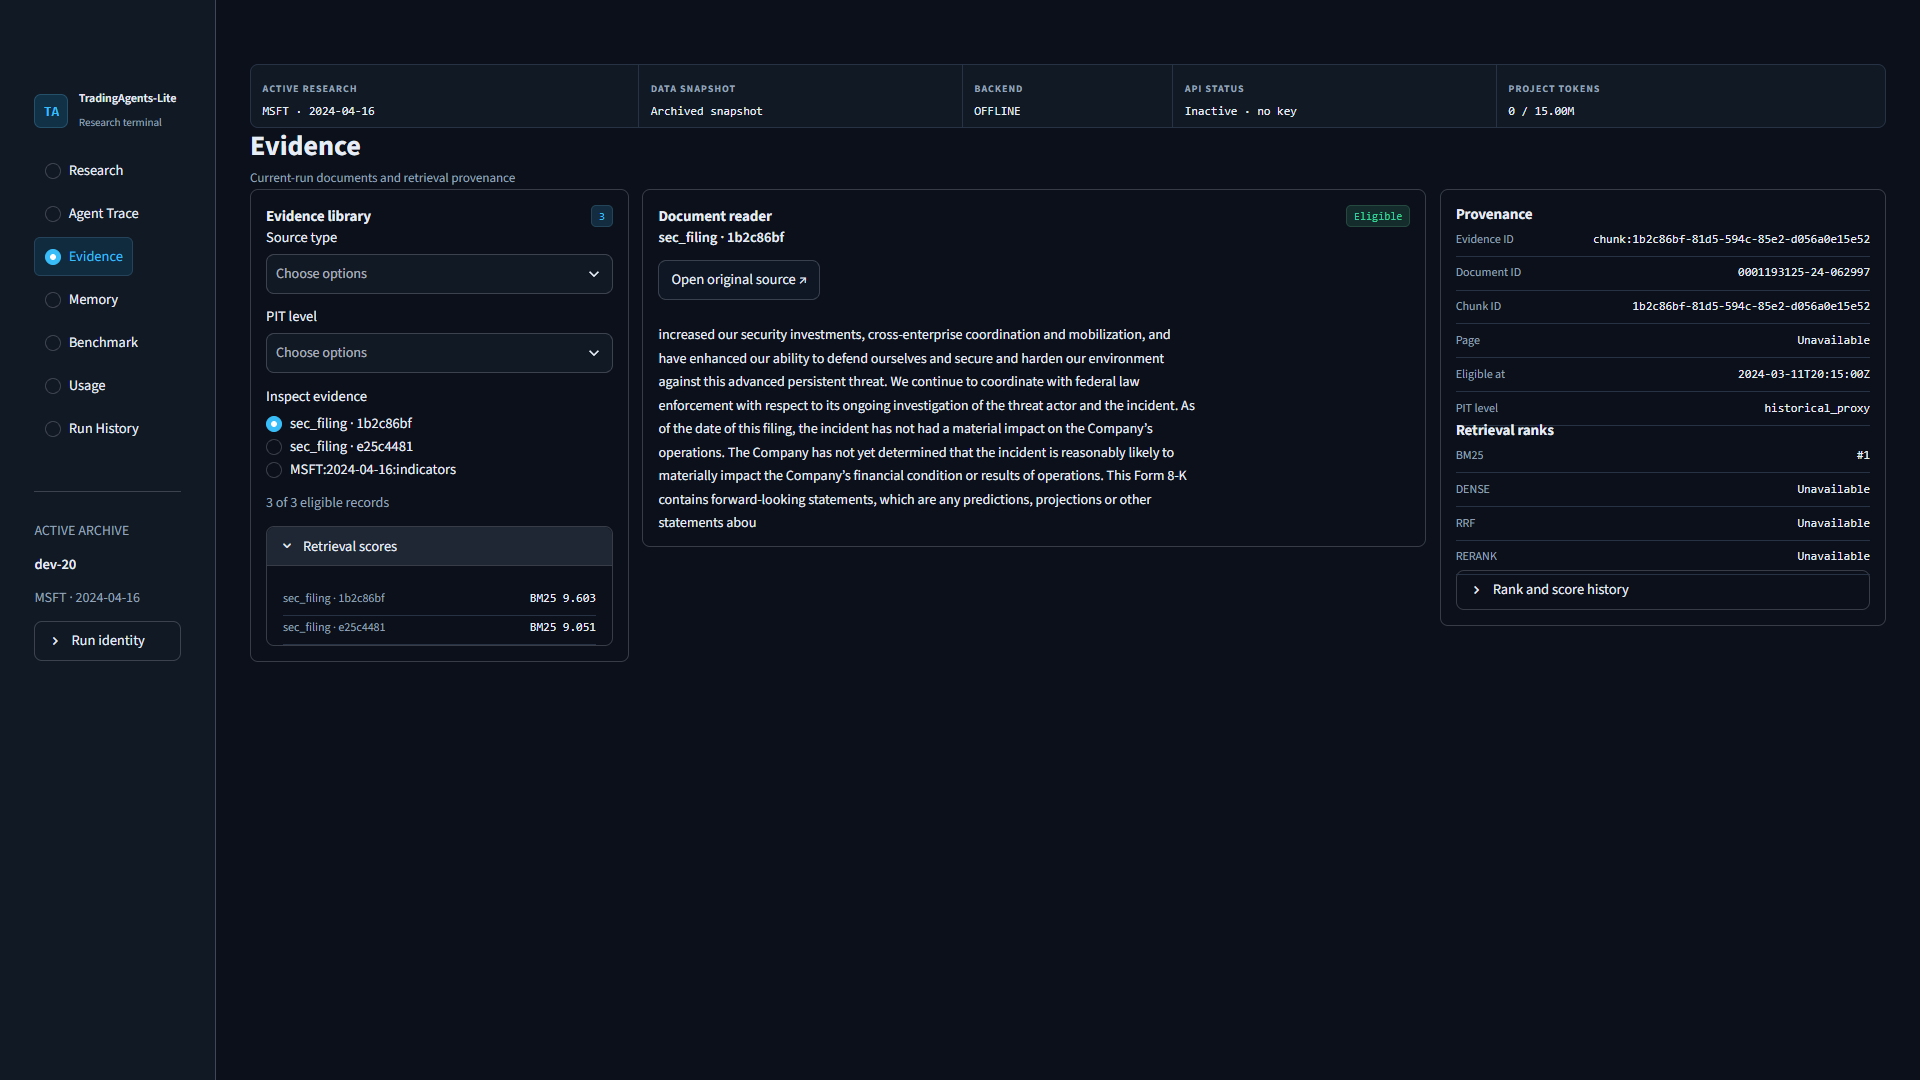 TA
TradingAgents-Lite
Research terminal
Research
Agent Trace
Evidence
Memory
Benchmark
Usage
Run History
ACTIVE ARCHIVE
dev-20
MSFT · 2024-04-16
Run identity
ACTIVE RESEARCH
MSFT · 2024-04-16
DATA SNAPSHOT
Archived snapshot
BACKEND
OFFLINE
API STATUS
Inactive · no key
PROJECT TOKENS
0 / 15.00M
Evidence
Current-run documents and retrieval provenance
Evidence library
3
Source type
Choose options
PIT level
Choose options
Inspect evidence
sec_filing · 1b2c86bf
sec_filing · e25c4481
MSFT:2024-04-16:indicators
3 of 3 eligible records
Retrieval scores
sec_filing · 1b2c86bf BM25 9.603
sec_filing · e25c4481 BM25 9.051
Document reader
Eligible
sec_filing · 1b2c86bf
Open original source ↗
increased our security investments, cross-enterprise coordination and mobilization, and
have enhanced our ability to defend ourselves and secure and harden our environment
against this advanced persistent threat. We continue to coordinate with federal law
enforcement with respect to its ongoing investigation of the threat actor and the incident. As
of the date of this filing, the incident has not had a material impact on the Company’s
operations. The Company has not yet determined that the incident is reasonably likely to
materially impact the Company’s financial condition or results of operations. This Form 8-K
contains forward-looking statements, which are any predictions, projections or other
statements abou
Provenance
Evidence ID chunk:1b2c86bf-81d5-594c-85e2-d056a0e15e52
Document ID 0001193125-24-062997
Chunk ID 1b2c86bf-81d5-594c-85e2-d056a0e15e52
Page Unavailable
Eligible at 2024-03-11T20:15:00Z
PIT level historical_proxy
Retrieval ranks
BM25 #1
DENSE Unavailable
RRF Unavailable
RERANK Unavailable
Rank and score history